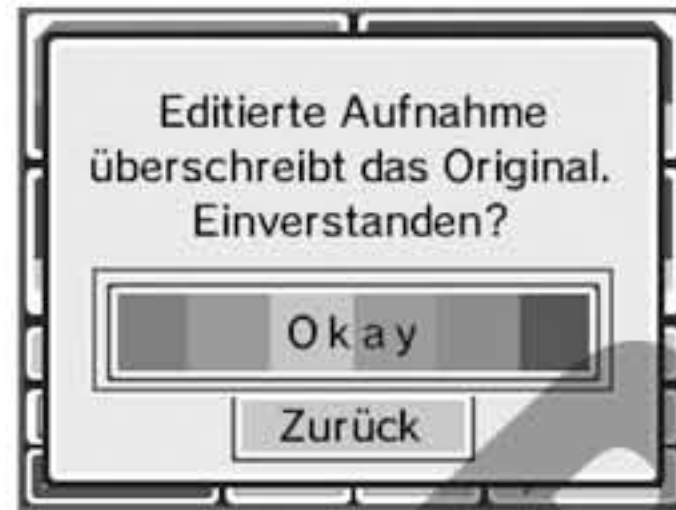 Editierte Aufnahme
überschreibt das Original.
Einverstanden?
Okay
Zurück